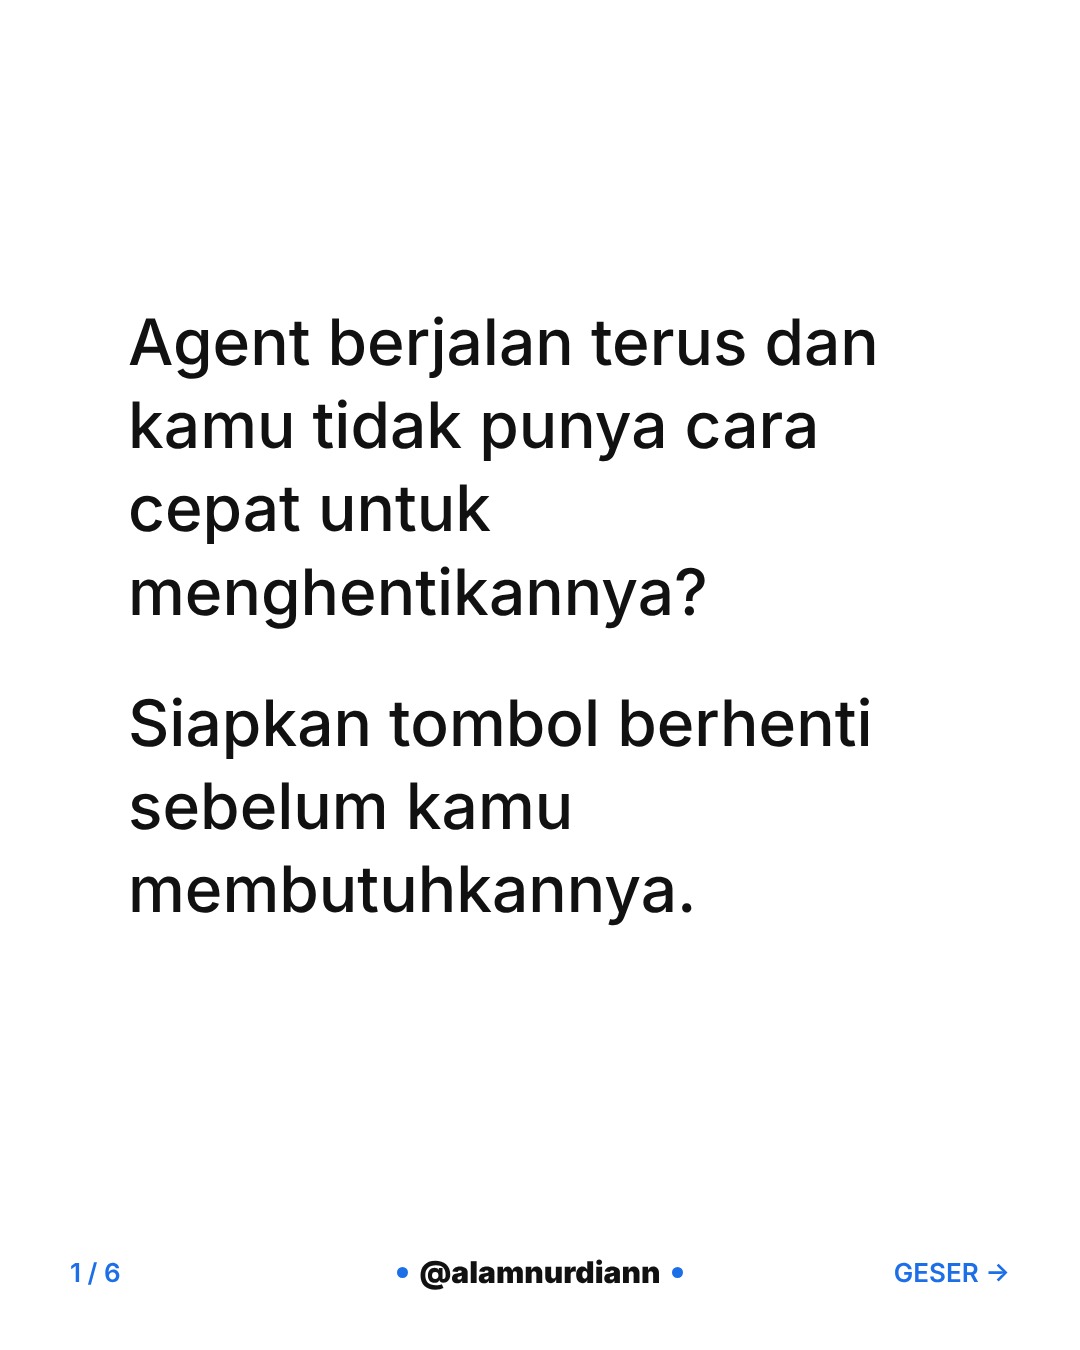 Agent berjalan terus dan
kamu tidak punya cara
cepat untuk
menghentikannya?
Siapkan tombol berhenti
sebelum kamu
membutuhkannya.
1 / 6
• @alamnurdiann •
GESER →